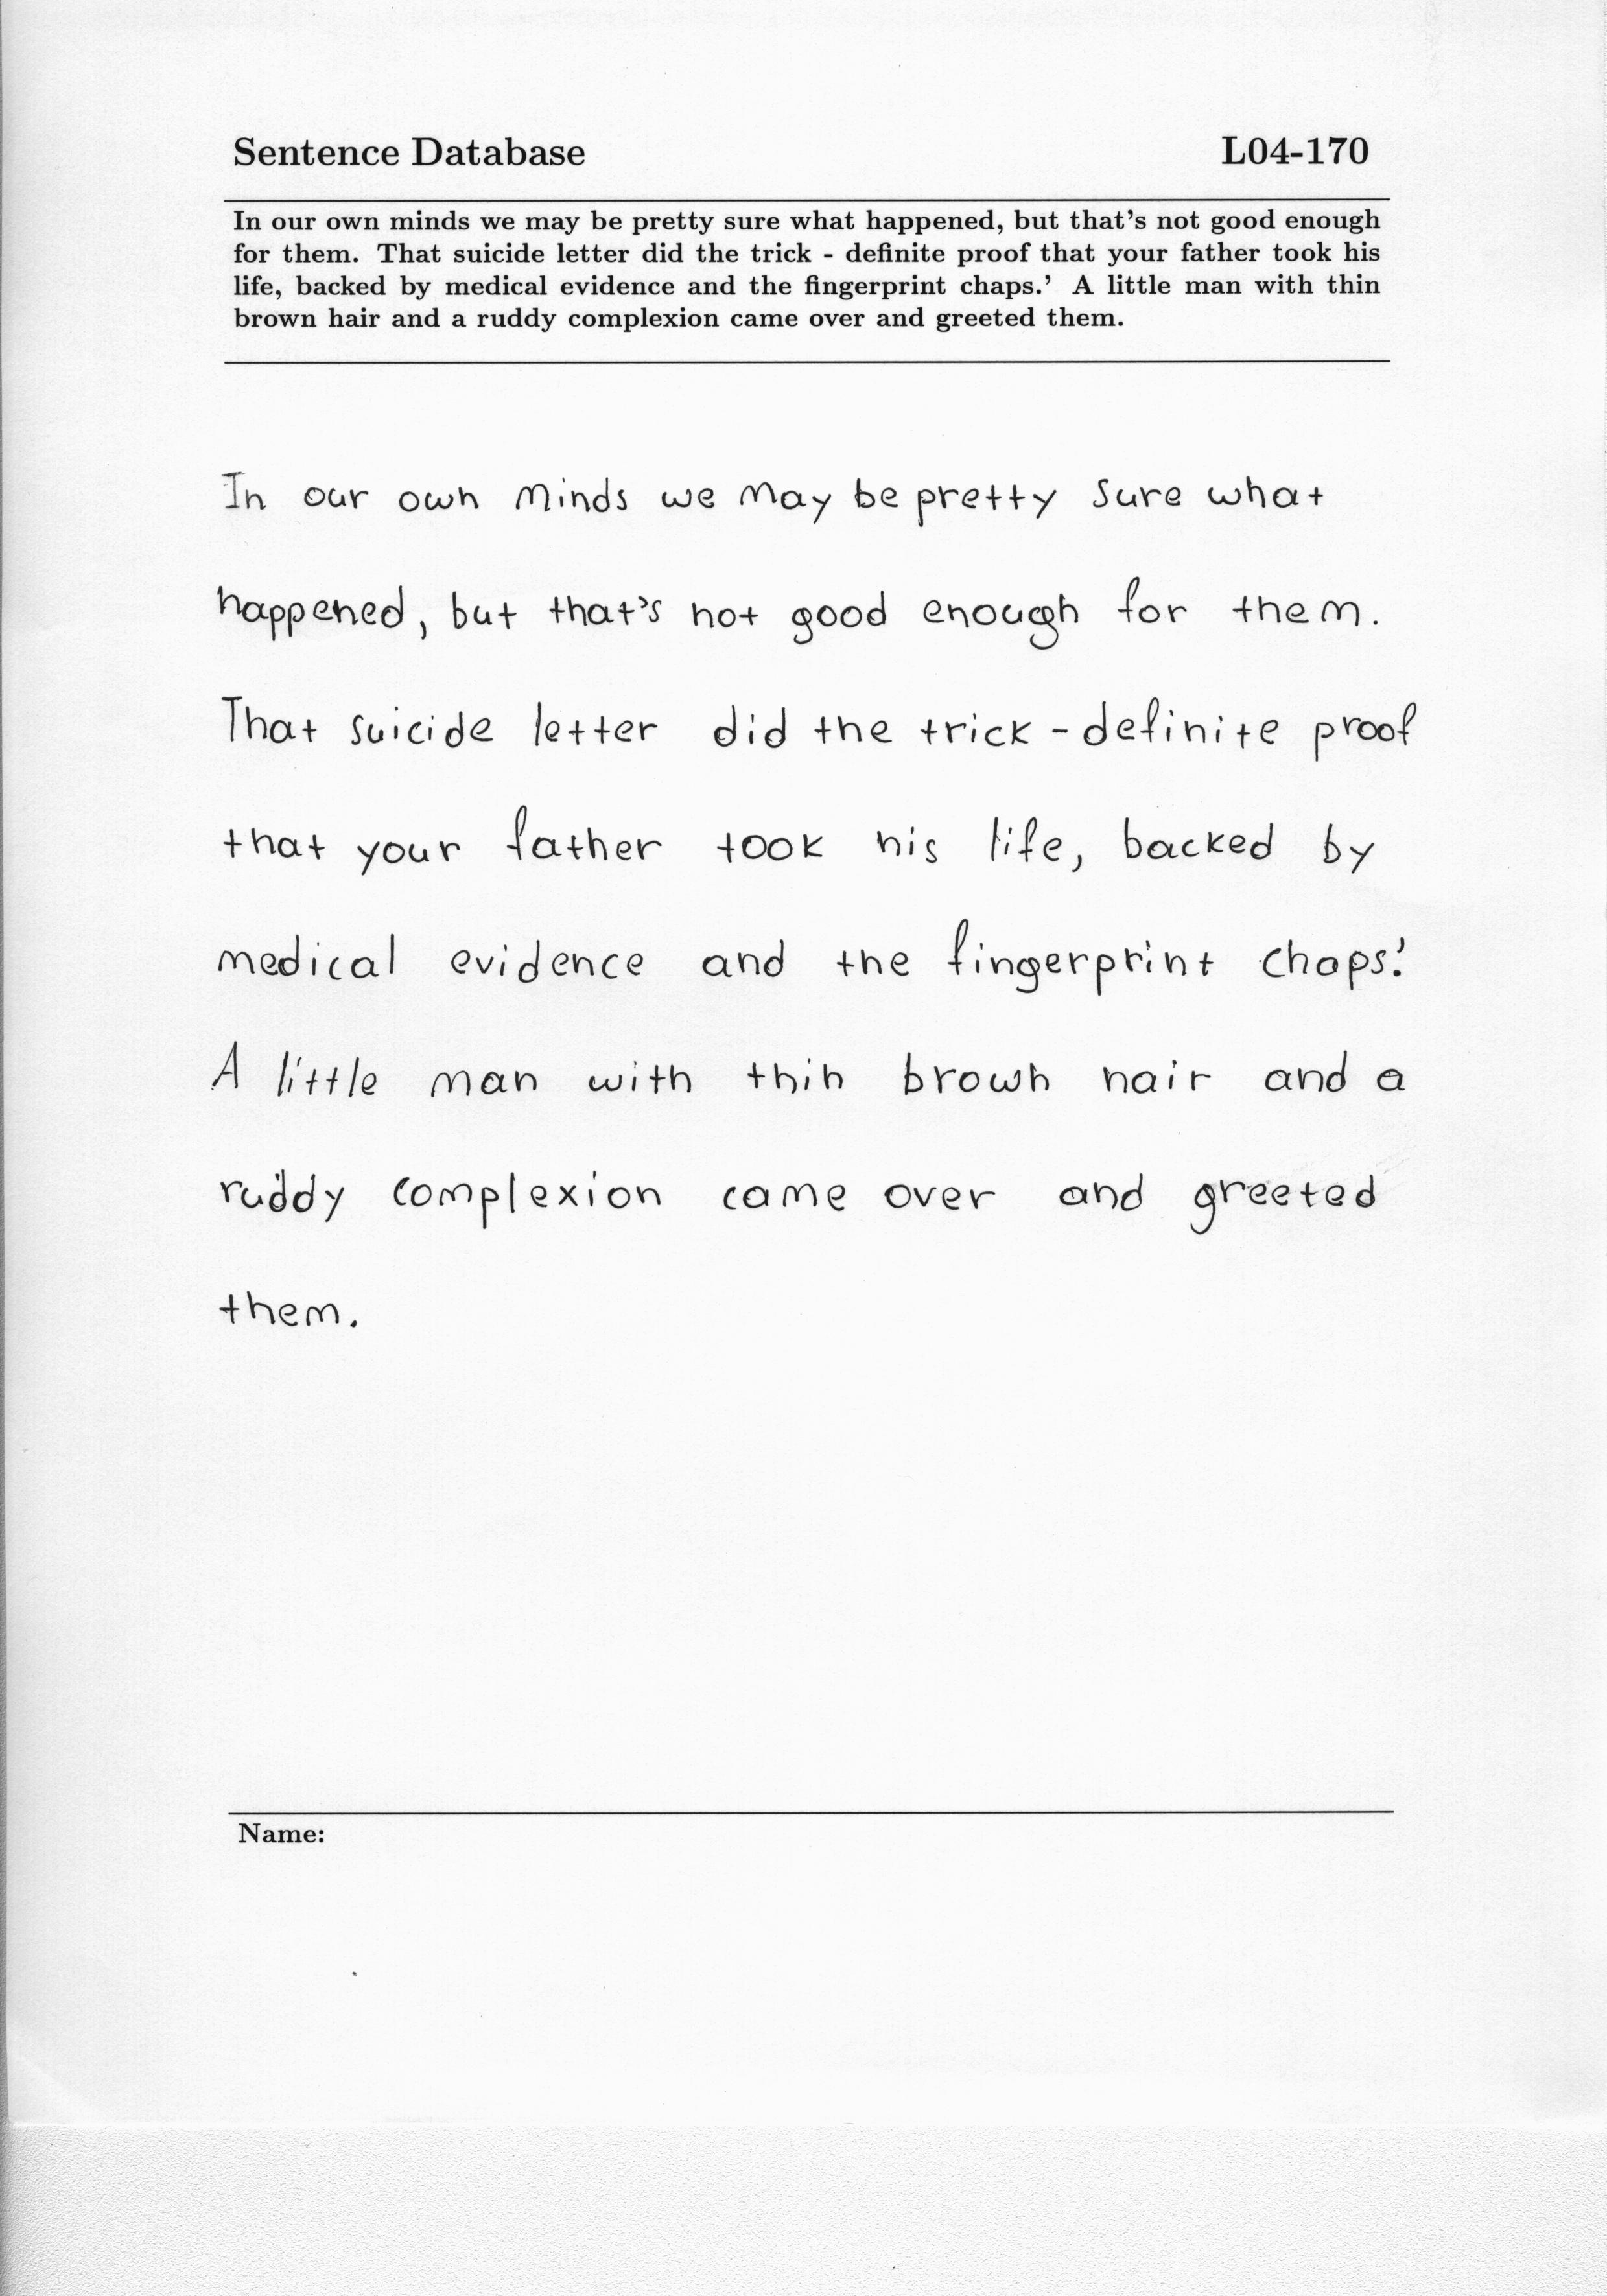 Sentence Database L04-170
In our own minds we may be pretty sure what happened, but that's not good enough
for them. That suicide letter did the trick - definite proof that your father took his
life, backed by medical evidence and the fingerprint chaps.' A little man with thin
brown hair and a ruddy complexion came over and greeted them.
In our own minds we may be pretty sure what
happened, but that's not good enough for them.
That suicide letter did the trick - definite proof
that your father took his life, backed by
medical evidence and the fingerprint chaps.'
A little man with thin brown hair and a
ruddy complexion came over and greeted
them.
Name: